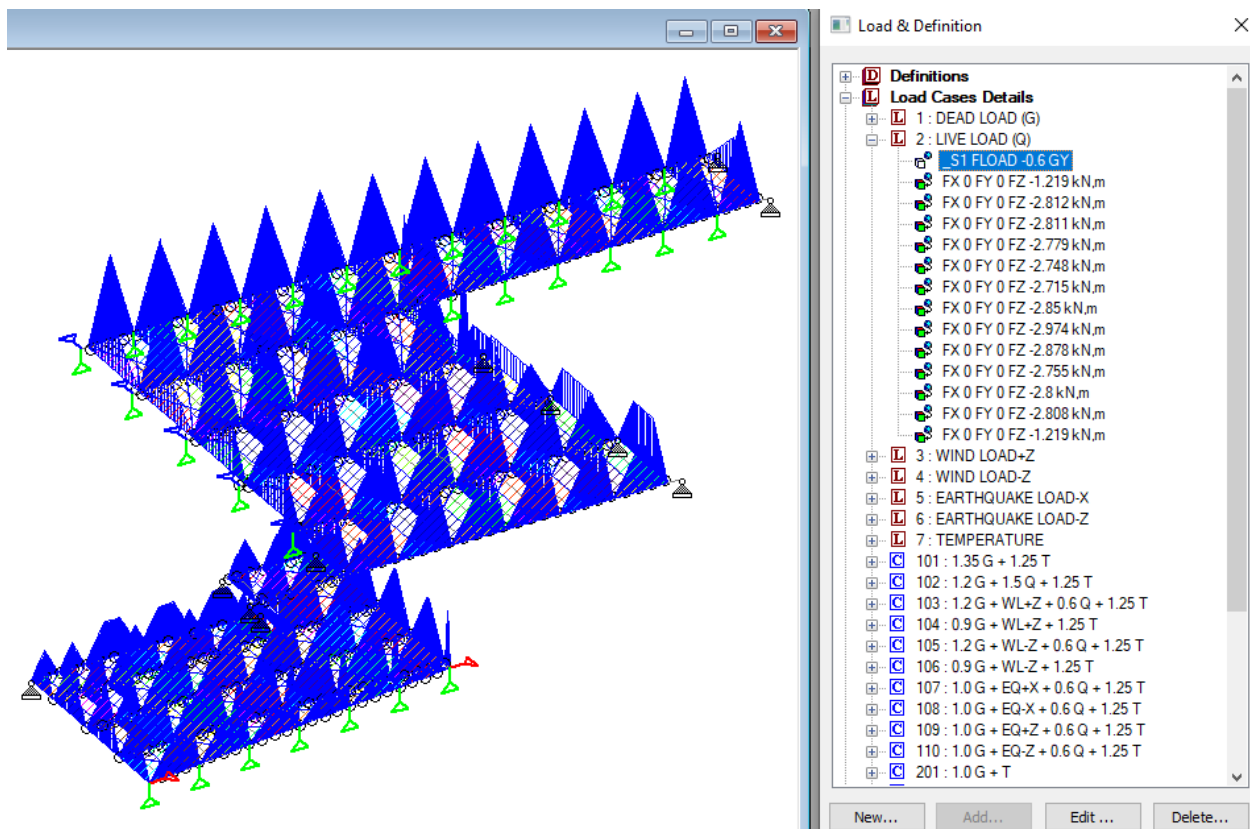 Load & Definition
Definitions
Load Cases Details
1 : DEAD LOAD (G)
2 : LIVE LOAD (Q)
_S1 FLOAD -0.6 GY
FX 0 FY 0 FZ -1.219 kN,m
FX 0 FY 0 FZ -2.812 kN,m
FX 0 FY 0 FZ -2.811 kN,m
FX 0 FY 0 FZ -2.779 kN,m
FX 0 FY 0 FZ -2.748 kN,m
FX 0 FY 0 FZ -2.715 kN,m
FX 0 FY 0 FZ -2.85 kN,m
FX 0 FY 0 FZ -2.974 kN,m
FX 0 FY 0 FZ -2.878 kN,m
FX 0 FY 0 FZ -2.755 kN,m
FX 0 FY 0 FZ -2.8 kN,m
FX 0 FY 0 FZ -2.808 kN,m
FX 0 FY 0 FZ -1.219 kN,m
3 : WIND LOAD+Z
4 : WIND LOAD-Z
5 : EARTHQUAKE LOAD-X
6 : EARTHQUAKE LOAD-Z
7 : TEMPERATURE
101 : 1.35 G + 1.25 T
102 : 1.2 G + 1.5 Q + 1.25 T
103 : 1.2 G + WL+Z + 0.6 Q + 1.25 T
104 : 0.9 G + WL+Z + 1.25 T
105 : 1.2 G + WL-Z + 0.6 Q + 1.25 T
106 : 0.9 G + WL-Z + 1.25 T
107 : 1.0 G + EQ+X + 0.6 Q + 1.25 T
108 : 1.0 G + EQ-X + 0.6 Q + 1.25 T
109 : 1.0 G + EQ+Z + 0.6 Q + 1.25 T
110 : 1.0 G + EQ-Z + 0.6 Q + 1.25 T
201 : 1.0 G + T
New... Add... Edit ... Delete...